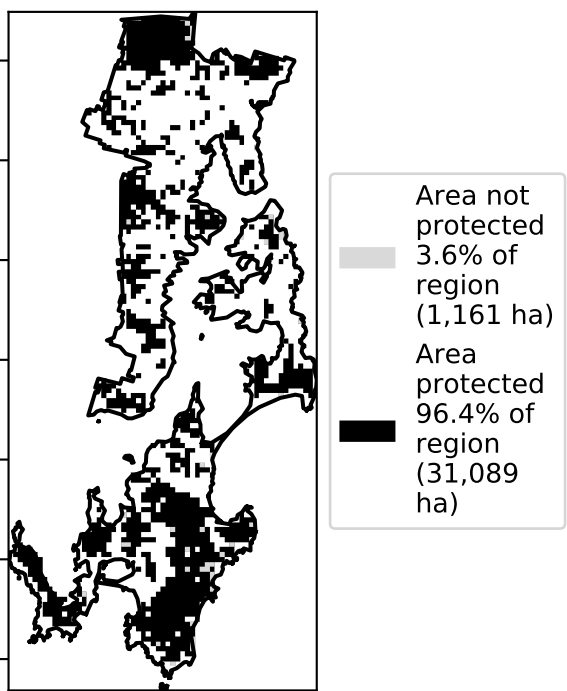 Area not
protected
3.6% of
region
(1,161 ha)
Area
protected
96.4% of
region
(31,089
ha)